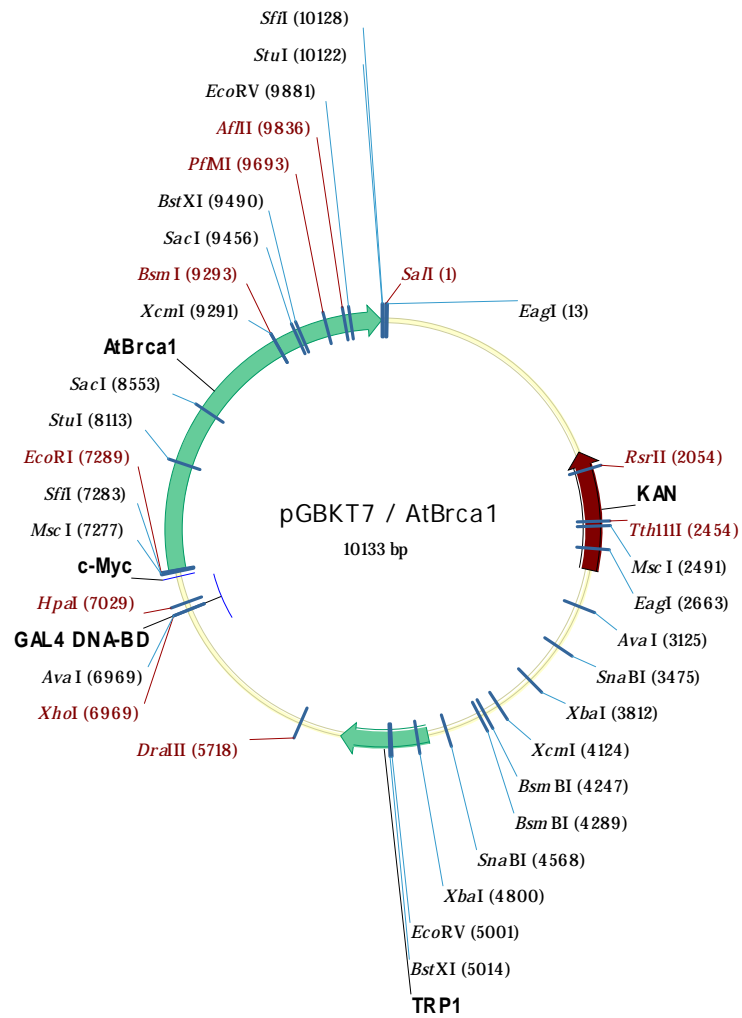 SfiI (10128)
StuI (10122)
EcoRV (9881)
AflII (9836)
PflMI (9693)
BstXI (9490)
SacI (9456)
BsmI (9293)
XcmI (9291)
AtBrca1
SacI (8553)
StuI (8113)
EcoRI (7289)
SfiI (7283)
MscI (7277)
c-Myc
HpaI (7029)
GAL4 DNA-BD
AvaI (6969)
XhoI (6969)
DraIII (5718)
SalI (1)
EagI (13)
RsrII (2054)
KAN
Tth111I (2454)
MscI (2491)
EagI (2663)
AvaI (3125)
SnaBI (3475)
XbaI (3812)
XcmI (4124)
BsmBI (4247)
BsmBI (4289)
SnaBI (4568)
XbaI (4800)
EcoRV (5001)
BstXI (5014)
TRP1
pGBKT7 / AtBrca1
10133 bp